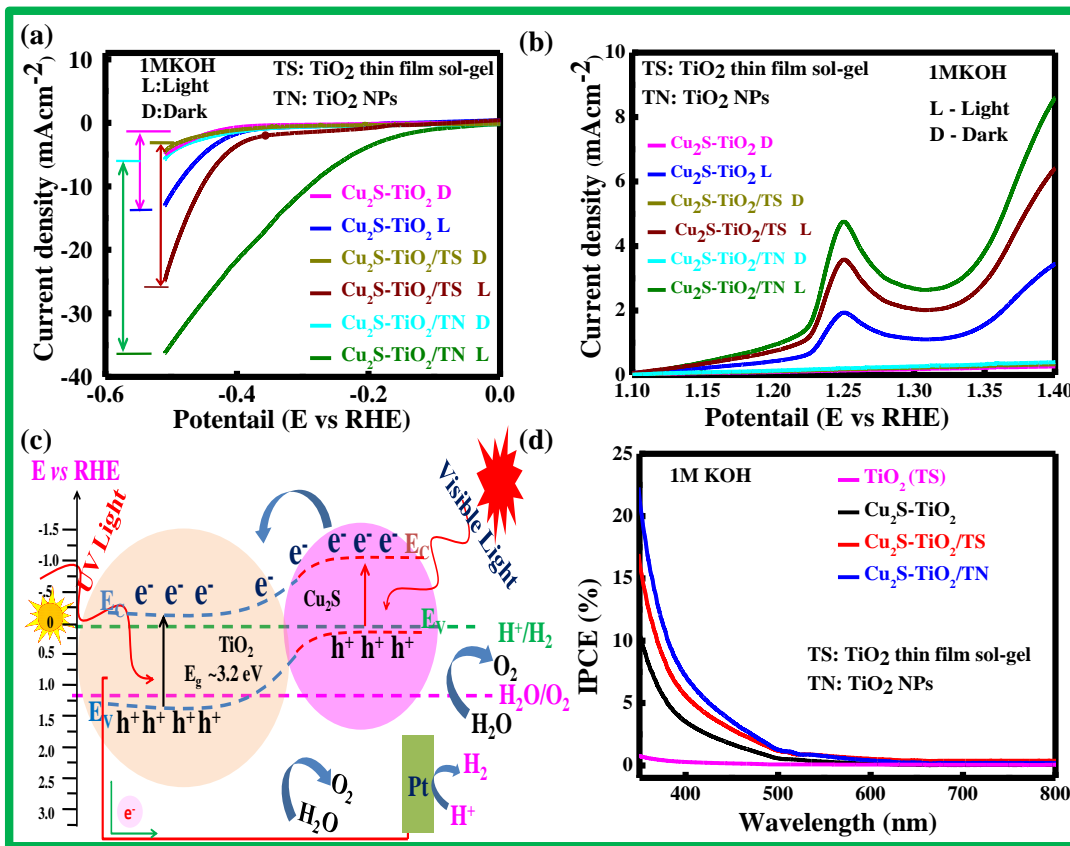 (a)
10
0
-10
-20
-30
-40
-0.6
-0.4
-0.2
0.0
Current density (mAcm⁻²)
Potentail (E vs RHE)
1MKOH
L:Light
D:Dark
TS: TiO₂ thin film sol-gel
TN: TiO₂ NPs
Cu₂S-TiO₂ D
Cu₂S-TiO₂ L
Cu₂S-TiO₂/TS D
Cu₂S-TiO₂/TS L
Cu₂S-TiO₂/TN D
Cu₂S-TiO₂/TN L
(b)
10
8
6
4
2
0
1.10
1.15
1.20
1.25
1.30
1.35
1.40
Current density (mAcm⁻²)
Potentail (E vs RHE)
TS: TiO₂ thin film sol-gel
TN: TiO₂ NPs
1MKOH
L - Light
D - Dark
Cu₂S-TiO₂ D
Cu₂S-TiO₂ L
Cu₂S-TiO₂/TS D
Cu₂S-TiO₂/TS L
Cu₂S-TiO₂/TN D
Cu₂S-TiO₂/TN L
(c)
E vs RHE
-1.5
-1.0
0
0.5
1.0
1.5
2.0
2.5
3.0
UV Light
Visible Light
e⁻ e⁻ e⁻
E_C
e⁻
e⁻
e⁻ e⁻ e⁻
E_C
Cu₂S
TiO₂
E_g ~3.2 eV
E_V
h⁺ h⁺ h⁺
H⁺/H₂
O₂
H₂O/O₂
H₂O
E_V
h⁺h⁺ h⁺h⁺
O₂
H₂O
Pt
H₂
H⁺
e⁻
(d)
25
20
15
10
5
0
400
500
600
700
800
IPCE (%)
Wavelength (nm)
1M KOH
TiO₂ (TS)
Cu₂S-TiO₂
Cu₂S-TiO₂/TS
Cu₂S-TiO₂/TN
TS: TiO₂ thin film sol-gel
TN: TiO₂ NPs